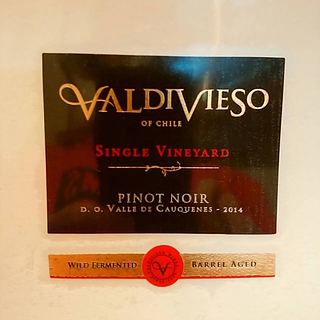 VALDIVIESO
OF CHILE
SINGLE VINEYARD
PINOT NOIR
D. O. VALLE DE CAUQUENES - 2014
WILD FERMENTED V BARREL AGED